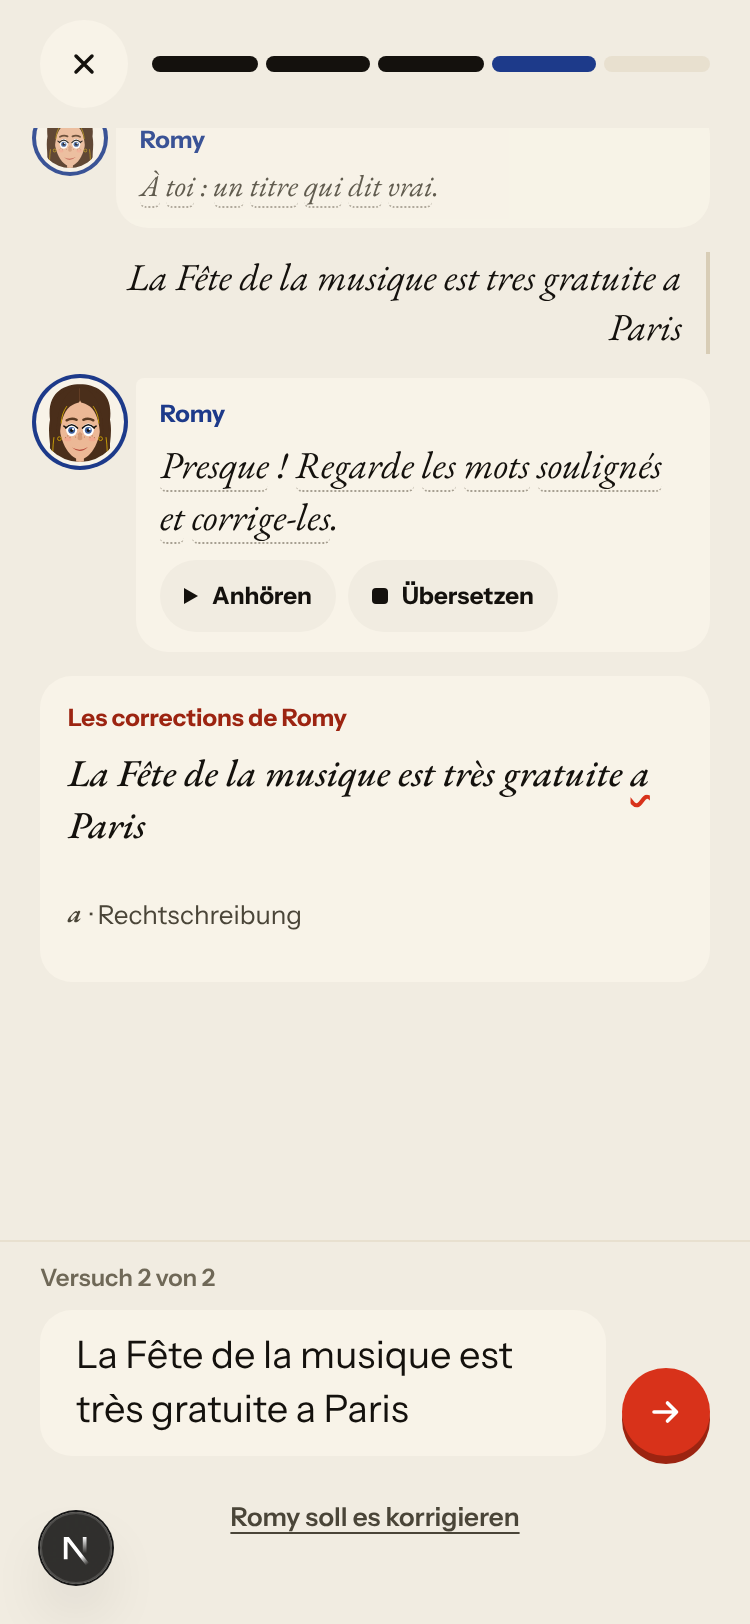 Romy
À toi : un titre qui dit vrai.
La Fête de la musique est tres gratuite a
Paris
Romy
Presque ! Regarde les mots soulignés
et corrige-les.
Anhören
Übersetzen
Les corrections de Romy
La Fête de la musique est très gratuite a
Paris
a · Rechtschreibung
Versuch 2 von 2
La Fête de la musique est
très gratuite a Paris
Romy soll es korrigieren
N